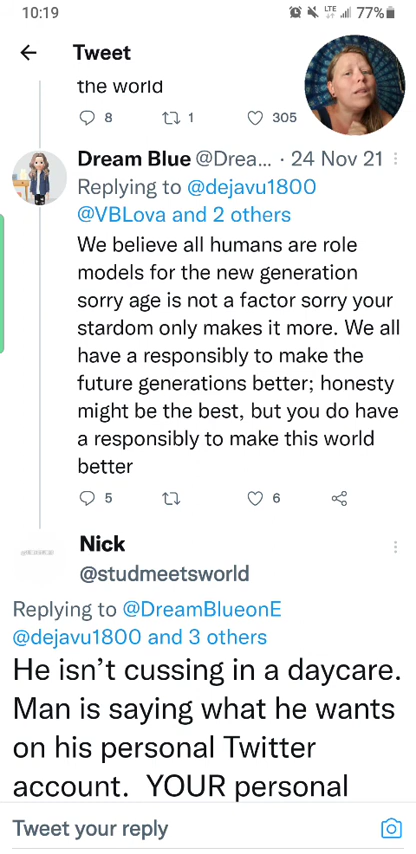 10:19
LTE
77%
Tweet
the world
8
1
305
Dream Blue @Drea... · 24 Nov 21
Replying to @dejavu1800
@VBLova and 2 others
We believe all humans are role
models for the new generation
sorry age is not a factor sorry your
stardom only makes it more. We all
have a responsibly to make the
future generations better; honesty
might be the best, but you do have
a responsibly to make this world
better
5
6
Nick
@studmeetsworld
Replying to @DreamBlueonE
@dejavu1800 and 3 others
He isn’t cussing in a daycare.
Man is saying what he wants
on his personal Twitter
account.  YOUR personal
Tweet your reply